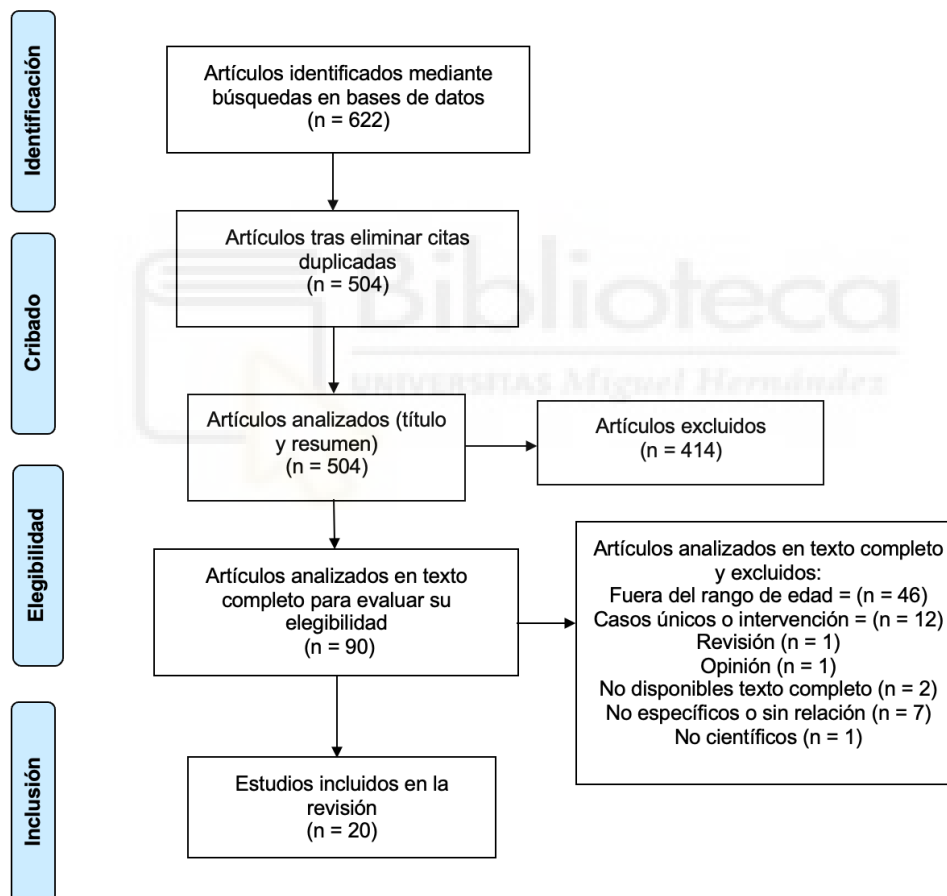 Identificación
Artículos identificados mediante
búsquedas en bases de datos
(n = 622)
Cribado
Artículos tras eliminar citas
duplicadas
(n = 504)
Biblioteca
UNIVERSITAS Miguel Hernández
Artículos analizados (título
y resumen)
(n = 504)
Artículos excluidos
(n = 414)
Elegibilidad
Artículos analizados en texto
completo para evaluar su
elegibilidad
(n = 90)
Artículos analizados en texto completo
y excluidos:
Fuera del rango de edad = (n = 46)
Casos únicos o intervención = (n = 12)
Revisión (n = 1)
Opinión (n = 1)
No disponibles texto completo (n = 2)
No específicos o sin relación (n = 7)
No científicos (n = 1)
Inclusión
Estudios incluidos en la
revisión
(n = 20)